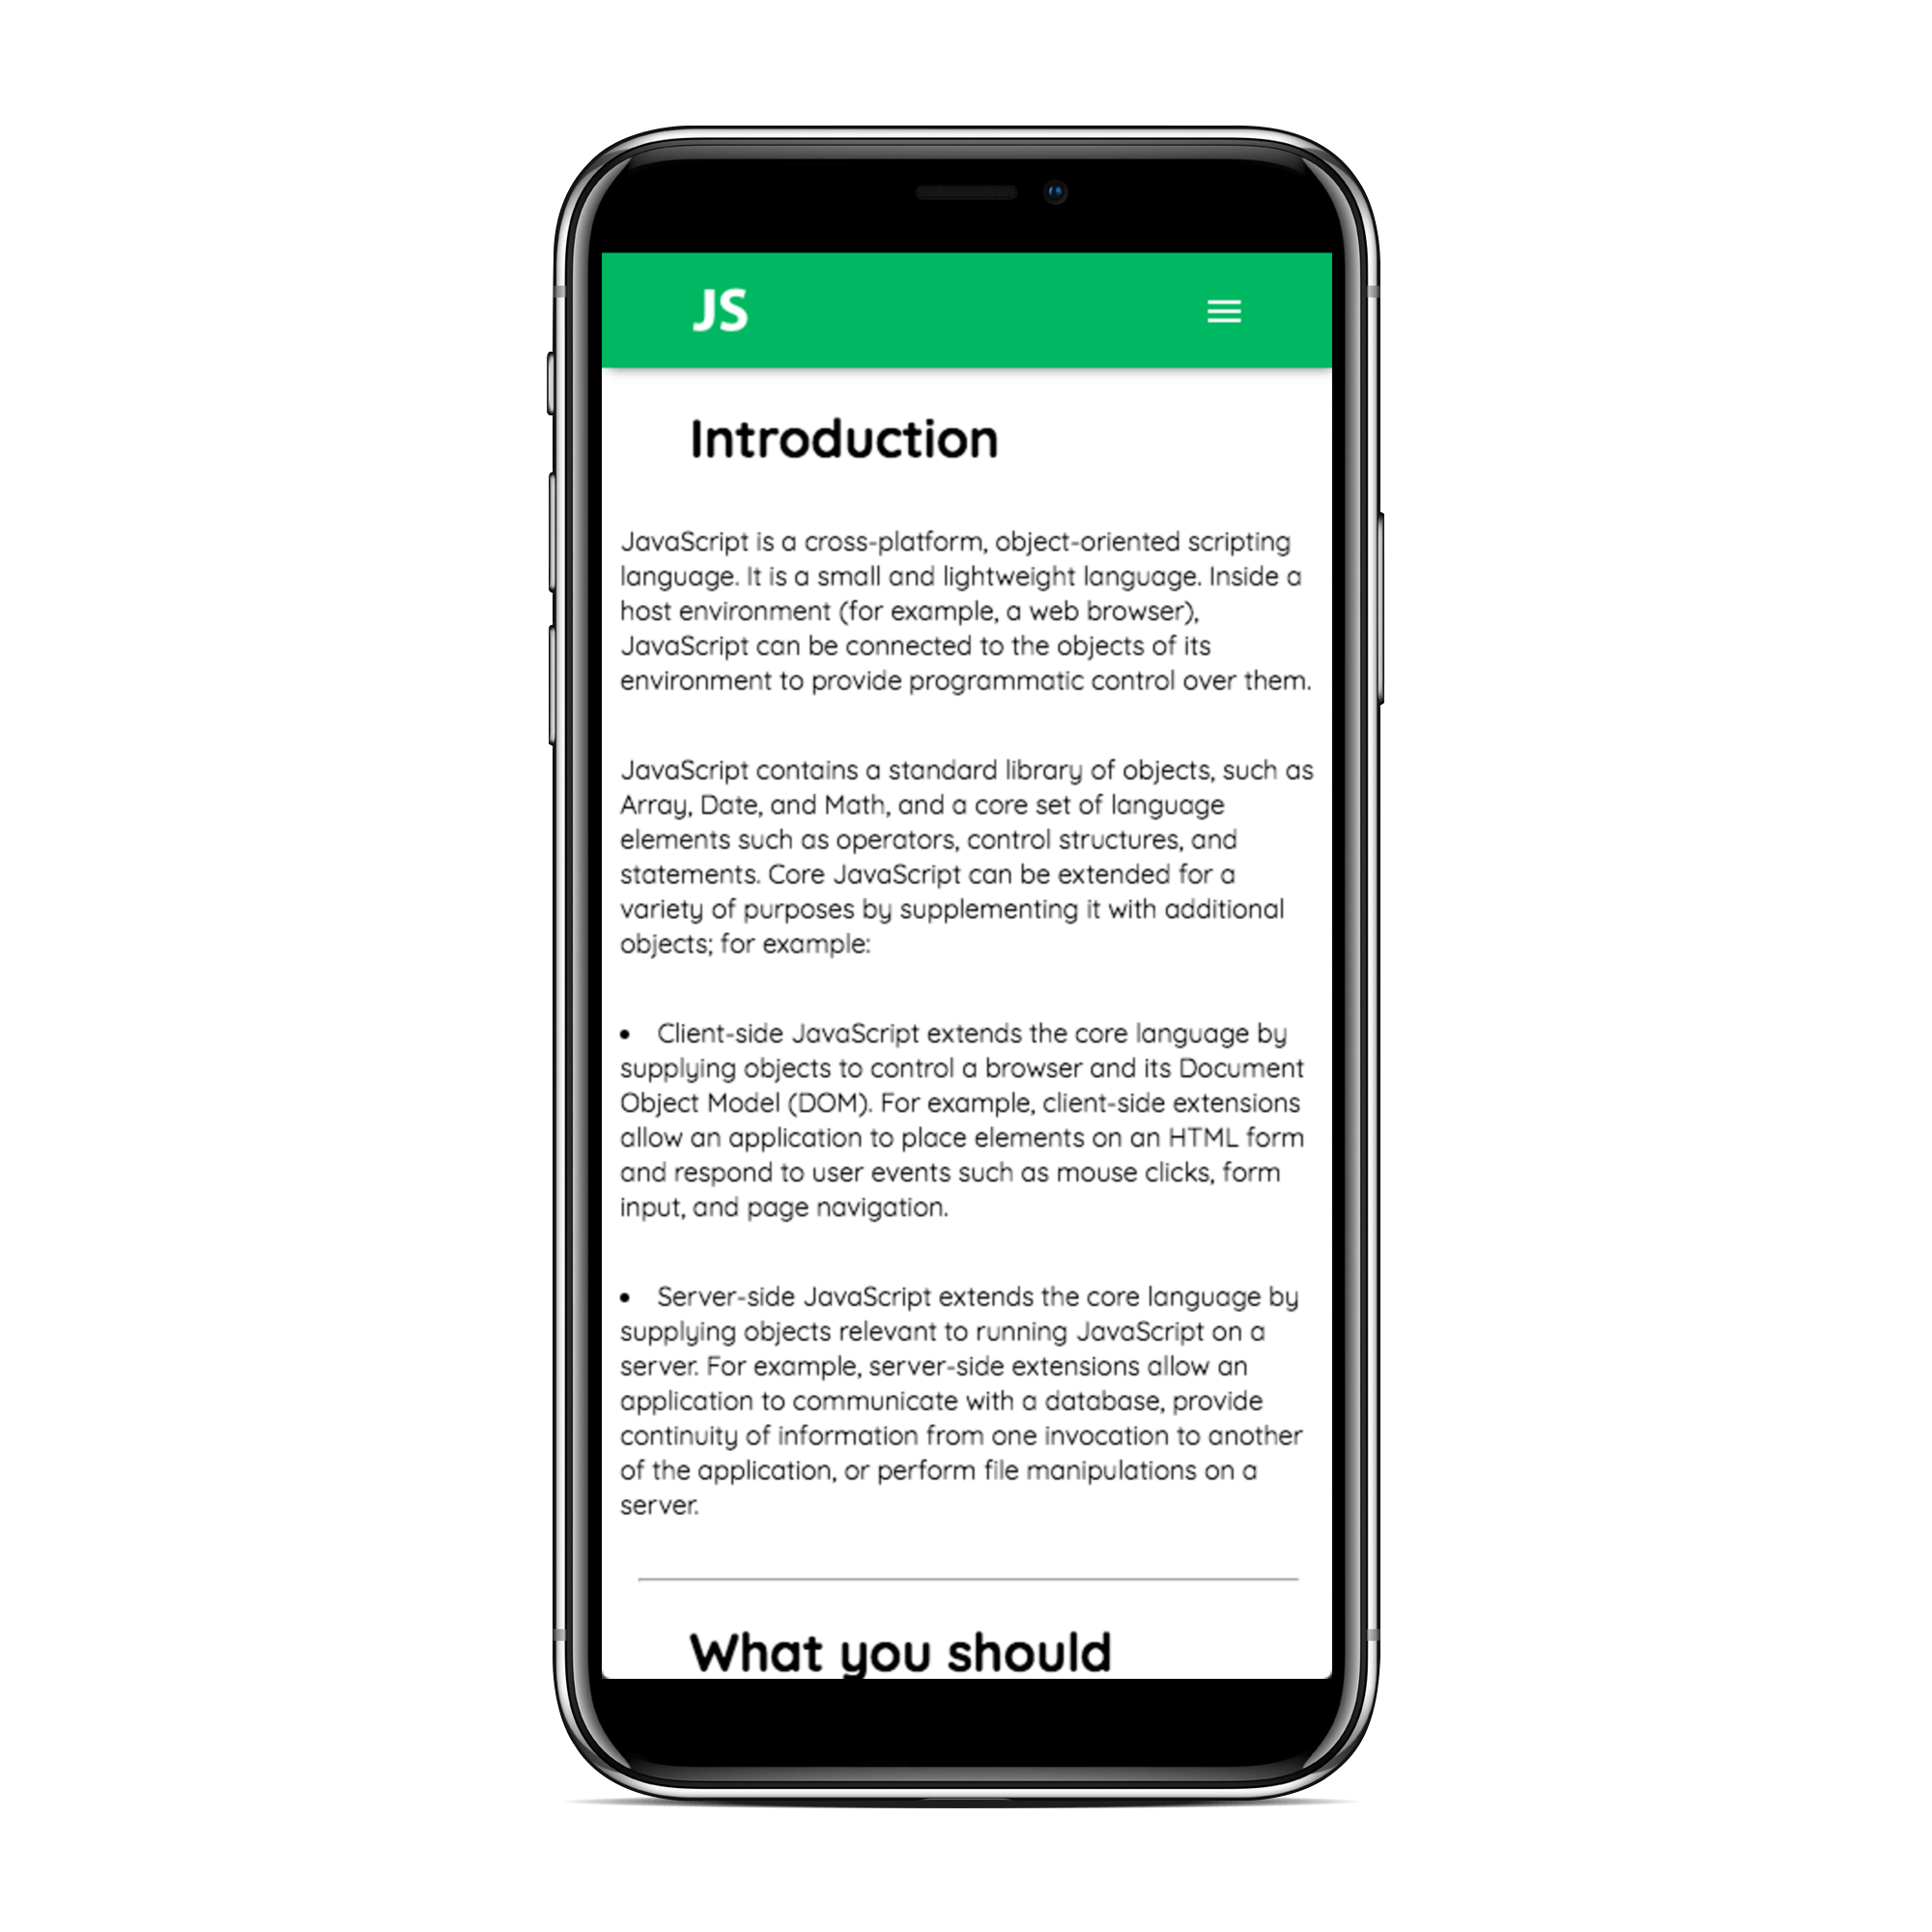 JS
Introduction
JavaScript is a cross-platform, object-oriented scripting
language. It is a small and lightweight language. Inside a
host environment (for example, a web browser),
JavaScript can be connected to the objects of its
environment to provide programmatic control over them.
JavaScript contains a standard library of objects, such as
Array, Date, and Math, and a core set of language
elements such as operators, control structures, and
statements. Core JavaScript can be extended for a
variety of purposes by supplementing it with additional
objects; for example:
• Client-side JavaScript extends the core language by
supplying objects to control a browser and its Document
Object Model (DOM). For example, client-side extensions
allow an application to place elements on an HTML form
and respond to user events such as mouse clicks, form
input, and page navigation.
• Server-side JavaScript extends the core language by
supplying objects relevant to running JavaScript on a
server. For example, server-side extensions allow an
application to communicate with a database, provide
continuity of information from one invocation to another
of the application, or perform file manipulations on a
server.
What you should